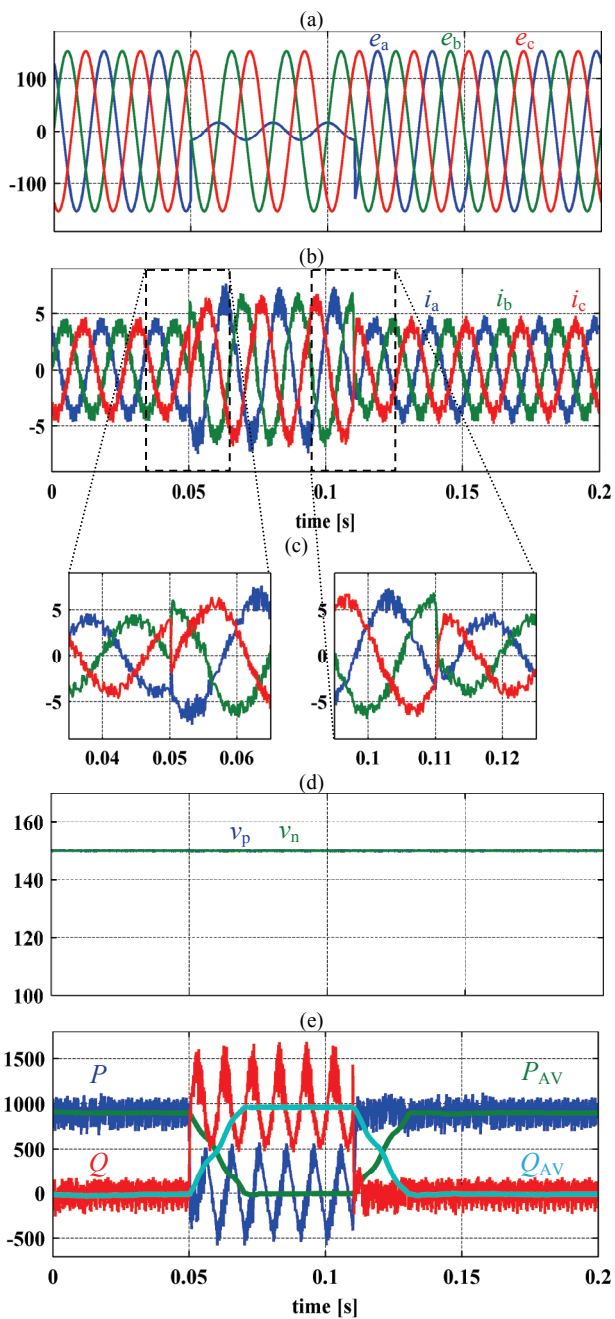 (a)
e_a e_b e_c
100
0
-100
(b)
i_a i_b i_c
5
0
-5
0 0.05 0.1 0.15 0.2
time [s]
(c)
5 5
0 0
-5 -5
0.04 0.05 0.06 0.1 0.11 0.12
(d)
160
v_p v_n
140
120
100
(e)
1500
P P_AV
1000
500
Q Q_AV
0
-500
0 0.05 0.1 0.15 0.2
time [s]